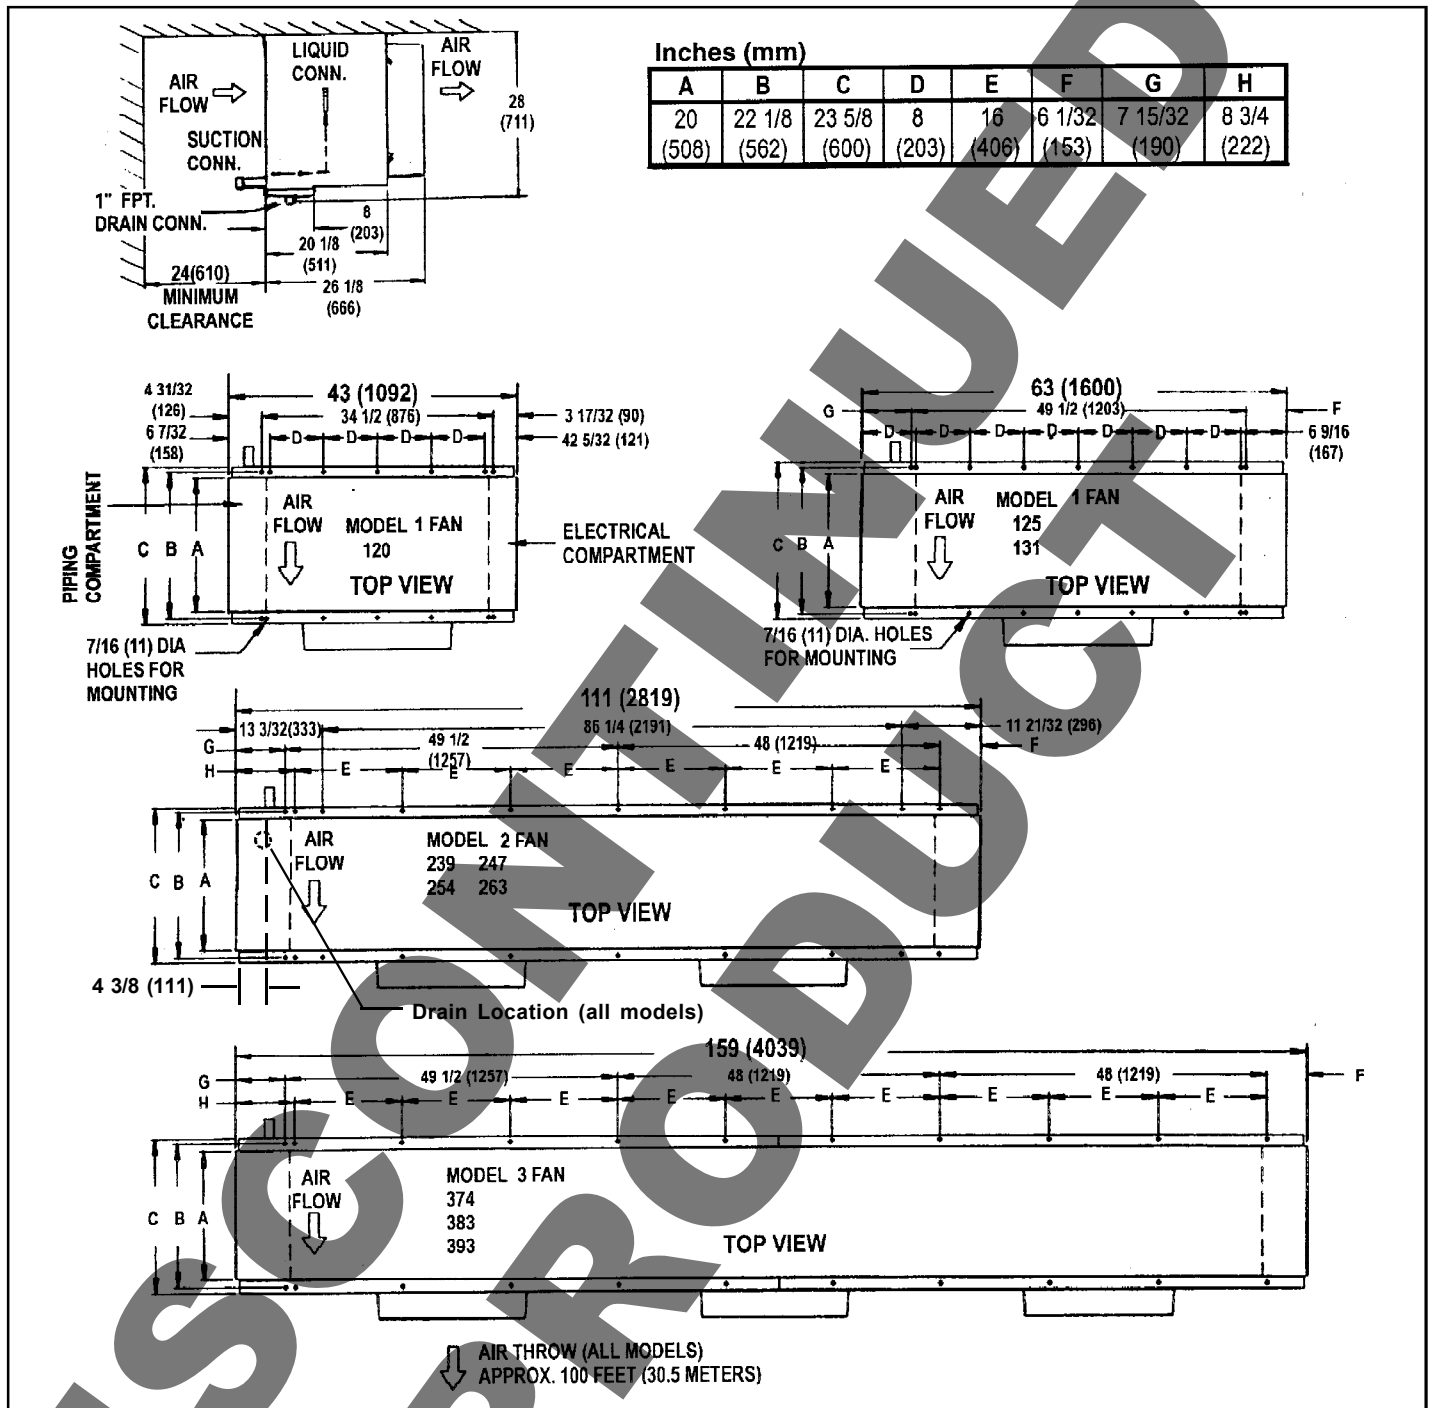 LIQUID
CONN.
AIR
FLOW
AIR
FLOW
28
(711)
SUCTION
CONN.
1" FPT.
DRAIN CONN.
8
(203)
20 1/8
(511)
24(610)
MINIMUM
CLEARANCE
26 1/8
(666)
Inches (mm)
A B C D E F G H
20 22 1/8 23 5/8 8 16 6 1/32 7 15/32 8 3/4
(508) (562) (600) (203) (406) (153) (190) (222)
4 31/32
(126)
43 (1092)
34 1/2 (876)
3 17/32 (90)
6 7/32
(158)
D D D D
42 5/32 (121)
PIPING
COMPARTMENT
C B A
AIR
FLOW
MODEL 1 FAN
120
TOP VIEW
ELECTRICAL
COMPARTMENT
7/16 (11) DIA
HOLES FOR
MOUNTING
63 (1600)
G
49 1/2 (1203)
F
D D D D D D D
6 9/16
(167)
C B A
AIR
FLOW
MODEL 1 FAN
125
131
TOP VIEW
7/16 (11) DIA. HOLES
FOR MOUNTING
111 (2819)
13 3/32(333)
86 1/4 (2191)
11 21/32 (296)
G
49 1/2
(1257)
48 (1219)
F
H
E E E E E E
C B A
AIR
FLOW
MODEL 2 FAN
239 247
254 263
TOP VIEW
4 3/8 (111)
Drain Location (all models)
159 (4039)
G
49 1/2 (1257)
48 (1219)
48 (1219)
F
H
E E E E E E E E E
C B A
AIR
FLOW
MODEL 3 FAN
374
383
393
TOP VIEW
AIR THROW (ALL MODELS)
APPROX. 100 FEET (30.5 METERS)
SCONTINUED
PRODUCT